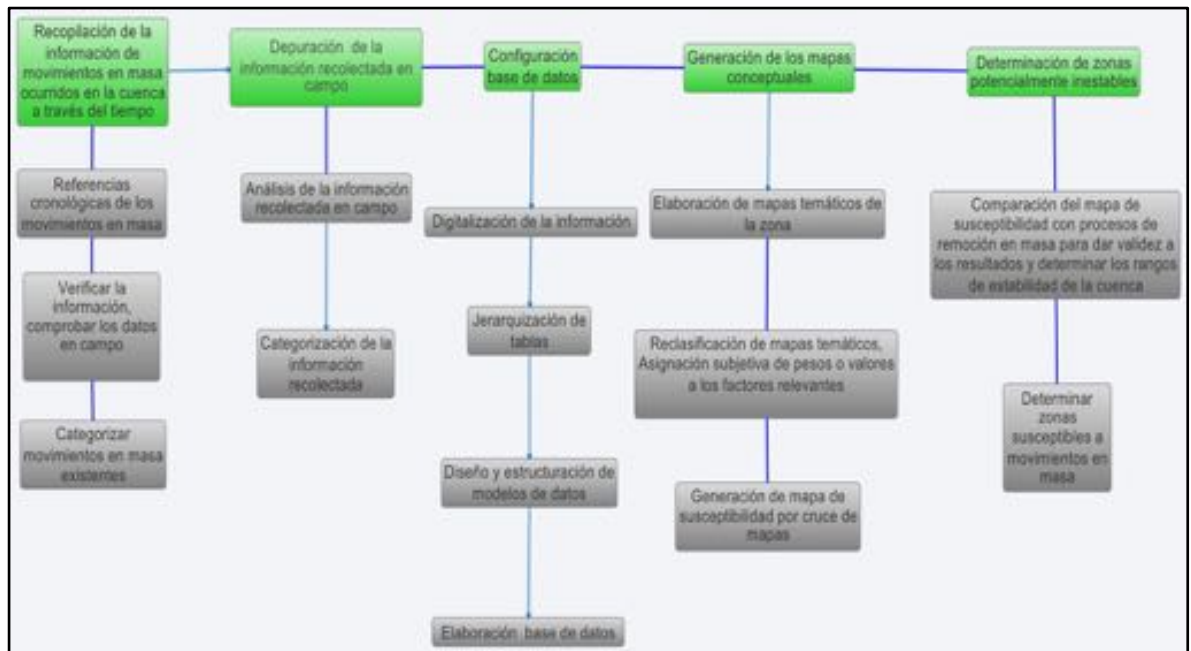 Recopilación de la
información de
movimientos en masa
ocurridos en la cuenca
a través del tiempo
Referencias
cronológicas de los
movimientos en masa
Verificar la
información,
comprobar los datos
en campo
Categorizar
movimientos en masa
existentes
Depuración de la
información recolectada en
campo
Análisis de la información
recolectada en campo
Categorización de la
información
recolectada
Configuración
base de datos
Digitalización de la información
Jerarquización de
tablas
Diseño y estructuración de
modelos de datos
Elaboración base de datos
Generación de los mapas
conceptuales
Elaboración de mapas temáticos de
la zona
Reclasificación de mapas temáticos,
Asignación subjetiva de pesos o valores
a los factores relevantes
Generación de mapa de
susceptibilidad por cruce de
mapas
Determinación de zonas
potencialmente inestables
Comparación del mapa de
susceptibilidad con procesos de
remoción en masa para dar validez a
los resultados y determinar los rangos
de estabilidad de la cuenca
Determinar
zonas
susceptibles a
movimientos en
masa